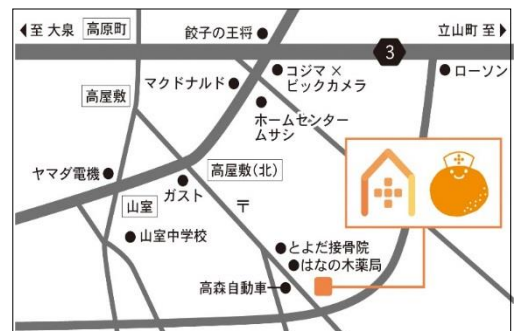 ◀至 大泉
高原町
餃子の王将
立山町 至▶
3
マクドナルド
コジマ ×
ビックカメラ
ローソン
高屋敷
ホームセンター
ムサシ
ヤマダ電機
高屋敷(北)
ガスト
山室
〒
山室中学校
とよだ接骨院
はなの木薬局
高森自動車